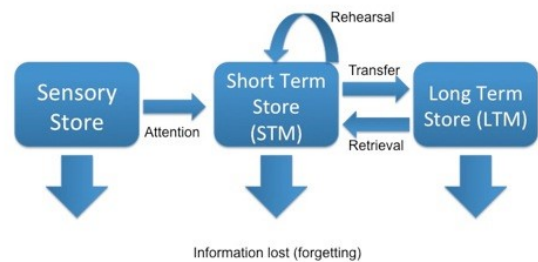 Rehearsal
Sensory
Store
Attention
Short Term
Store
(STM)
Transfer
Retrieval
Long Term
Store (LTM)
Information lost (forgetting)